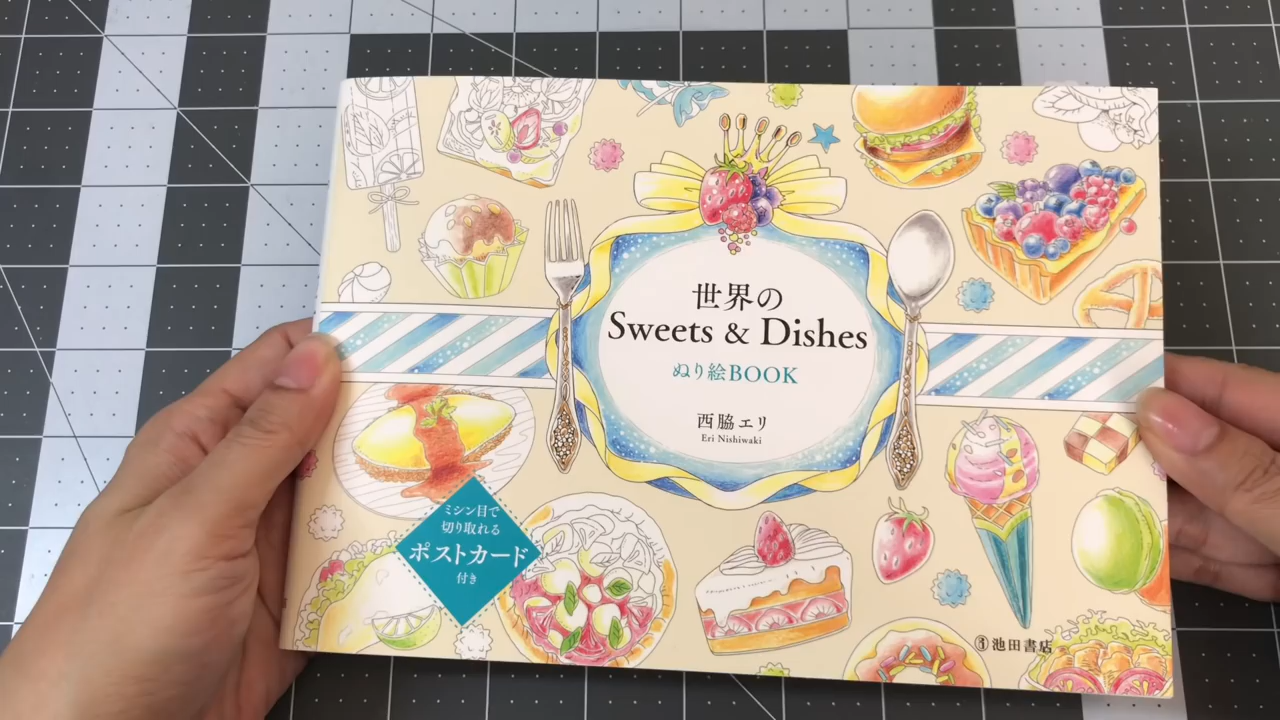 世界の
Sweets & Dishes
ぬり絵BOOK
西脇エリ
Eri Nishiwaki
ミシン目で
切り取れる
ポストカード
付き
池田書店